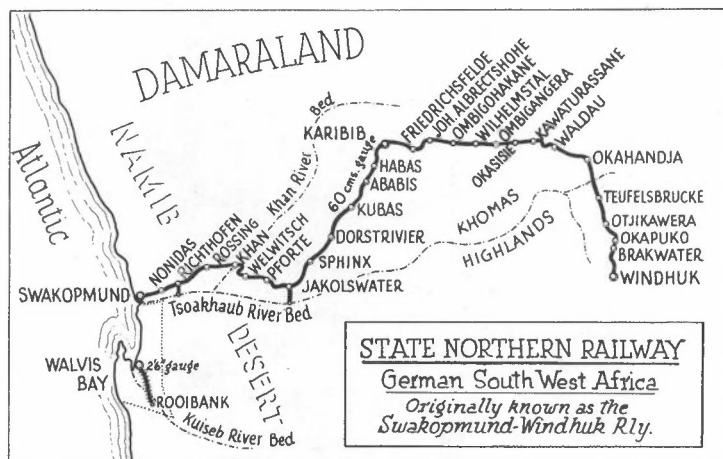 DAMARALAND
NAMIB
DESERT
Atlantic
Khan River Bed
60 cms. gauge
SWAKOPMUND
NONIDAS
RICHTHOFEN
ROSSING
KHAN
WELWITSCH
PFORTE
JAKOLSWATER
SPHINX
DORSTRIVIER
KUBAS
ABABIS
HABAS
KARIBIB
FRIEDRICHSFELDE
JOH. ALBRECTSHOHE
OMBIGOHAKANE
WILHELMSTAL
OMBIGANGERA
OKASISIE
KAWATURASSANE
WALDAU
OKAHANDJA
TEUFELSBRUCKE
OTJIKAWERA
OKAPUKO
BRAKWATER
WINDHUK
KHOMAS
HIGHLANDS
Tsoakhaub River Bed
WALVIS
BAY
2'6" gauge
ROOIBANK
Kuiseb River Bed
STATE NORTHERN RAILWAY
German South West Africa
Originally known as the
Swakopmund-Windhuk Rly.